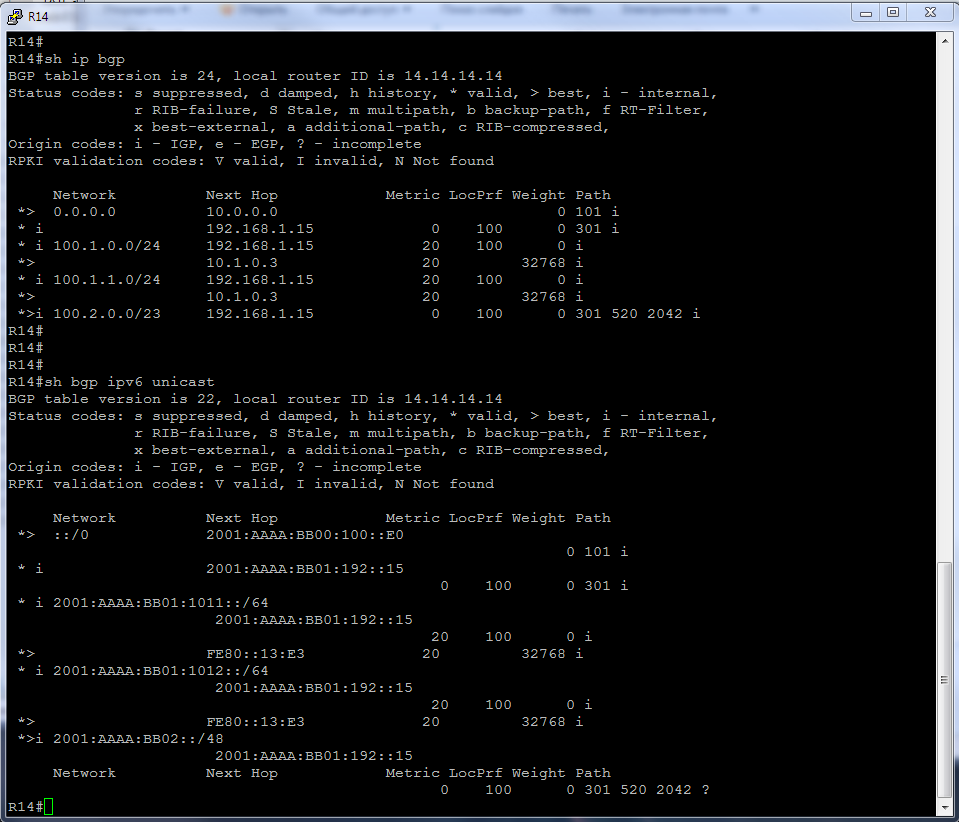 R14
R14#
R14#sh ip bgp
BGP table version is 24, local router ID is 14.14.14.14
Status codes: s suppressed, d damped, h history, * valid, > best, i - internal,
              r RIB-failure, S Stale, m multipath, b backup-path, f RT-Filter,
              x best-external, a additional-path, c RIB-compressed,
Origin codes: i - IGP, e - EGP, ? - incomplete
RPKI validation codes: V valid, I invalid, N Not found

     Network          Next Hop            Metric LocPrf Weight Path
 *>  0.0.0.0          10.0.0.0                               0 101 i
 * i                  192.168.1.15             0    100      0 301 i
 * i 100.1.0.0/24     192.168.1.15            20    100      0 i
 *>                   10.1.0.3                20         32768 i
 * i 100.1.1.0/24     192.168.1.15            20    100      0 i
 *>                   10.1.0.3                20         32768 i
 *>i 100.2.0.0/23     192.168.1.15             0    100      0 301 520 2042 i
R14#
R14#
R14#
R14#sh bgp ipv6 unicast
BGP table version is 22, local router ID is 14.14.14.14
Status codes: s suppressed, d damped, h history, * valid, > best, i - internal,
              r RIB-failure, S Stale, m multipath, b backup-path, f RT-Filter,
              x best-external, a additional-path, c RIB-compressed,
Origin codes: i - IGP, e - EGP, ? - incomplete
RPKI validation codes: V valid, I invalid, N Not found

     Network          Next Hop            Metric LocPrf Weight Path
 *>  ::/0             2001:AAAA:BB00:100::E0
                                                              0 101 i
 * i                  2001:AAAA:BB01:192::15
                                                0    100      0 301 i
 * i 2001:AAAA:BB01:1011::/64
                       2001:AAAA:BB01:192::15
                                               20    100      0 i
 *>                   FE80::13:E3             20         32768 i
 * i 2001:AAAA:BB01:1012::/64
                       2001:AAAA:BB01:192::15
                                               20    100      0 i
 *>                   FE80::13:E3             20         32768 i
 *>i 2001:AAAA:BB02::/48
                       2001:AAAA:BB01:192::15
     Network          Next Hop            Metric LocPrf Weight Path
                                                0    100      0 301 520 2042 ?
R14#